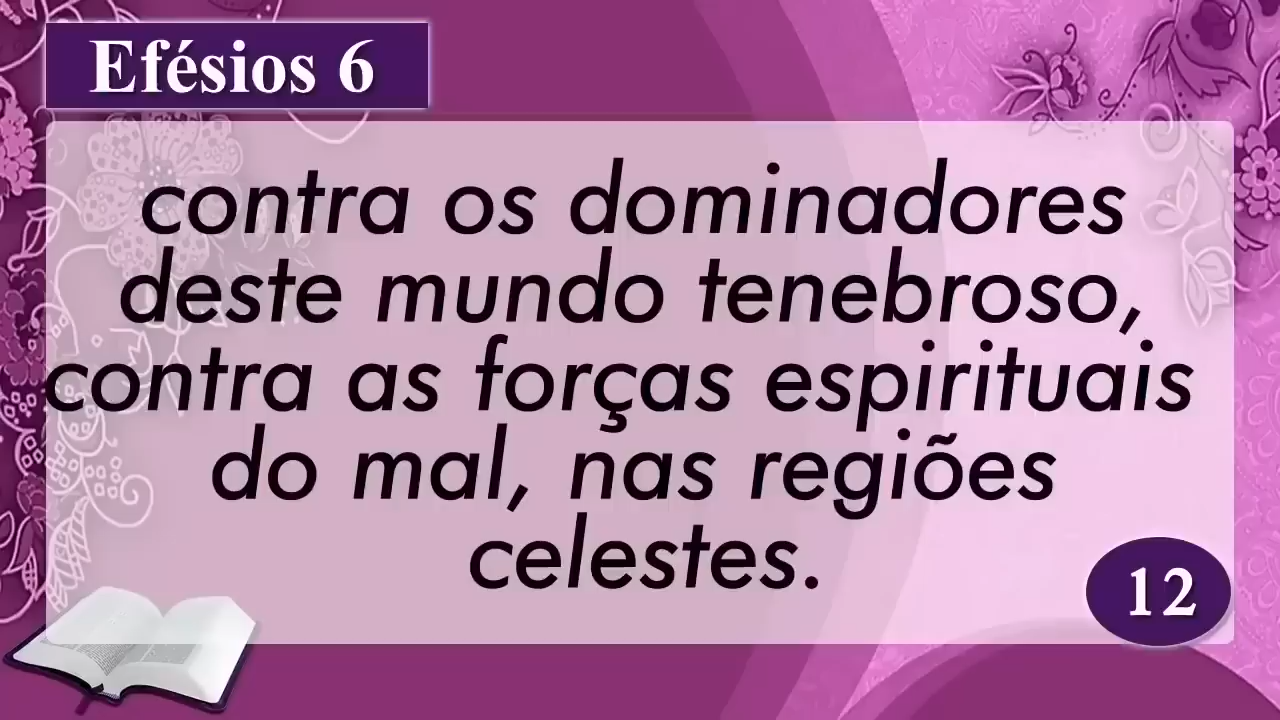 Efésios 6
contra os dominadores
deste mundo tenebroso,
contra as forças espirituais
do mal, nas regiões
celestes.
12